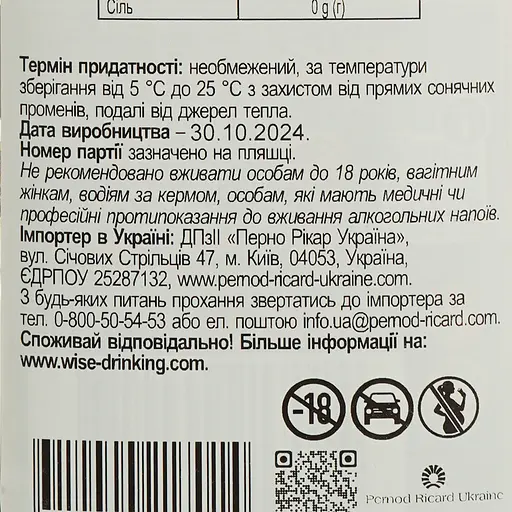 Сіль 0 g (г)
Термін придатності: необмежений, за температури
зберігання від 5 °C до 25 °C з захистом від прямих сонячних
променів, подалі від джерел тепла.
Дата виробництва – 30.10.2024.
Номер партії зазначено на пляшці.
Не рекомендовано вживати особам до 18 років, вагітним
жінкам, водіям за кермом, особам, які мають медичні чи
професійні протипоказання до вживання алкогольних напоїв.
Імпортер в Україні: ДПзІІ «Перно Рікар Україна»,
вул. Січових Стрільців 47, м. Київ, 04053, Україна,
ЄДРПОУ 25287132, www.pernod-ricard-ukraine.com.
З будь-яких питань прохання звертатись до імпортера за
тел. 0-800-50-54-53 або ел. поштою info.ua@pernod-ricard.com.
Споживай відповідально! Більше інформації на:
www.wise-drinking.com.
-18
Pernod Ricard Ukraine